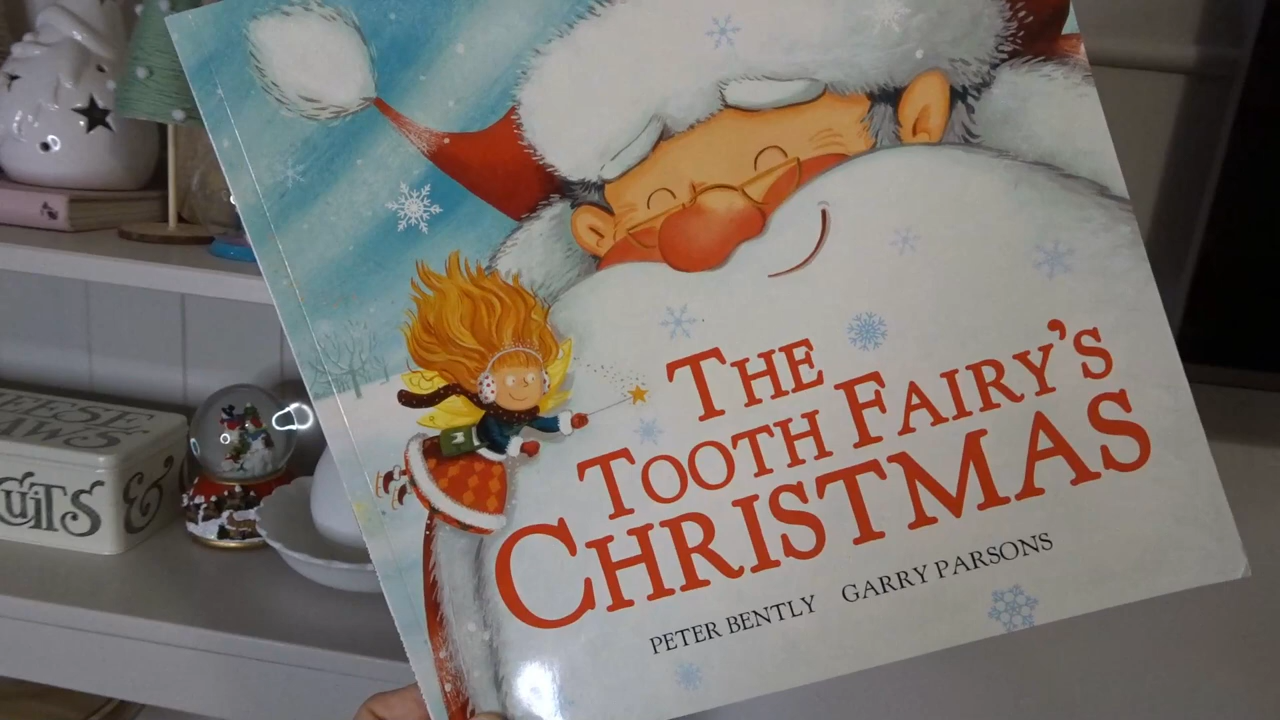 THE
TOOTH FAIRY'S
CHRISTMAS
PETER BENTLY GARRY PARSONS
&